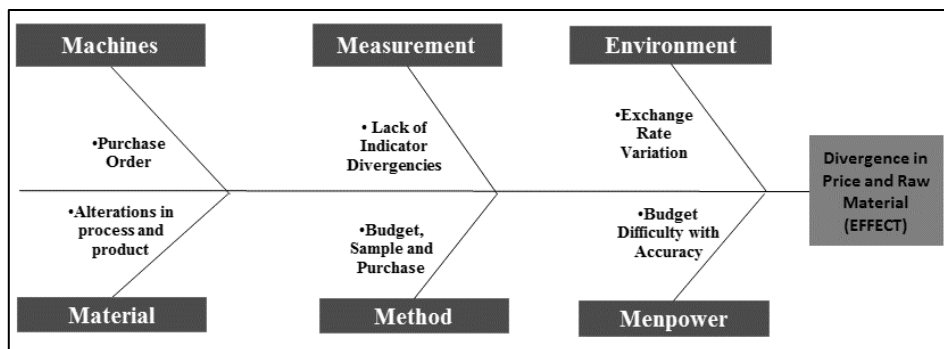 Machines
Measurement
Environment
•Purchase
Order
• Lack of
Indicator
Divergencies
•Exchange
Rate
Variation
Divergence in
Price and Raw
Material
(EFFECT)
•Alterations in
process and
product
•Budget,
Sample and
Purchase
•Budget
Difficulty with
Accuracy
Material
Method
Menpower